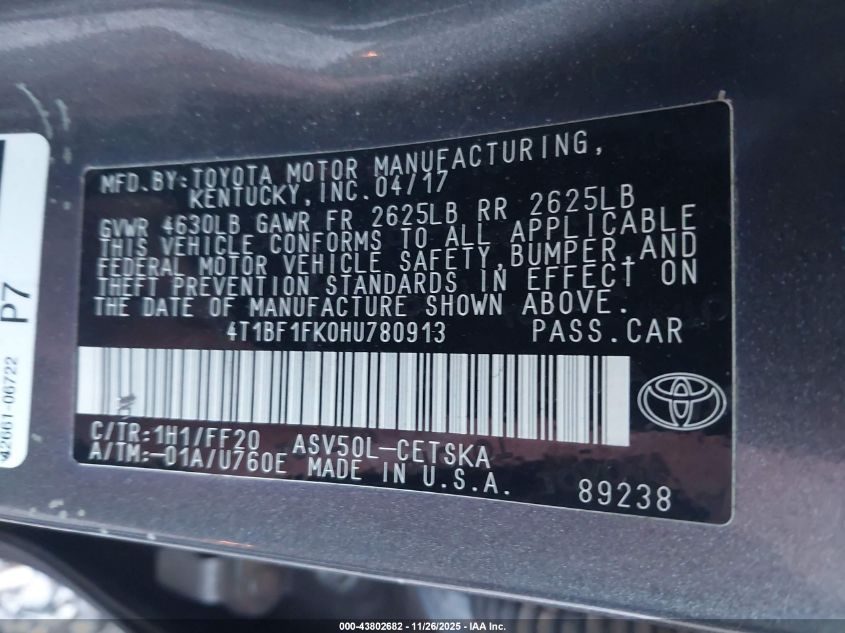 MFD.BY:TOYOTA MOTOR MANUFACTURING,
KENTUCKY,INC.04/17
GVWR 4630LB GAWR FR 2625LB RR 2625LB
THIS VEHICLE CONFORMS TO ALL APPLICABLE
FEDERAL MOTOR VEHICLE SAFETY,BUMPER,AND
THEFT PREVENTION STANDARDS IN EFFECT ON
THE DATE OF MANUFACTURE SHOWN ABOVE.
4T1BF1FK0HU780913 PASS.CAR
C/TR:1H1/FF20 ASV50L-CETSKA
A/TM:-01A/U760E MADE IN U.S.A.
89238
P7
42661-06722
000-43802682 - 11/26/2025 - IAA, Inc.